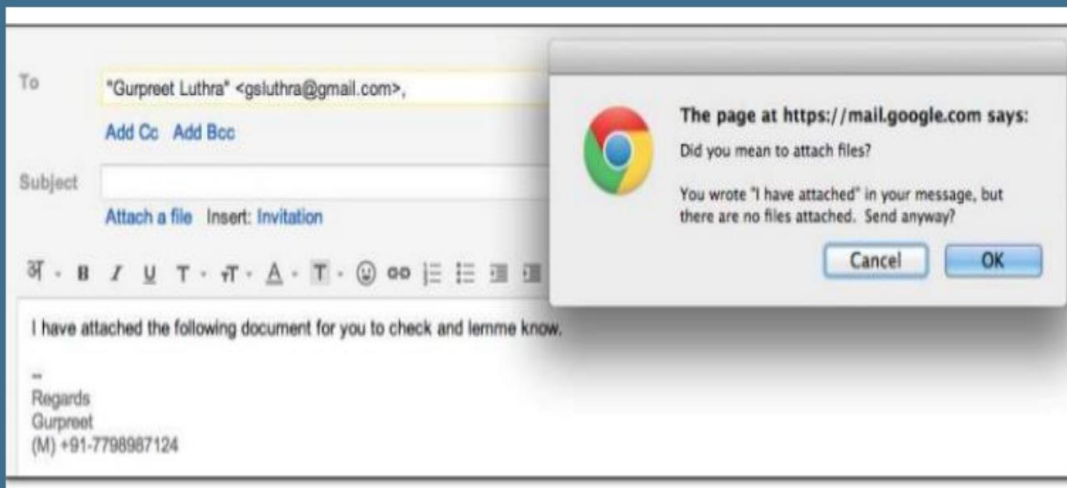 To
"Gurpreet Luthra" <gsluthra@gmail.com>,
Add Cc Add Bcc
Subject
Attach a file Insert: Invitation
अ B I U T тT A T
I have attached the following document for you to check and lemme know.
--
Regards
Gurpreet
(M) +91-7798987124
The page at https://mail.google.com says:
Did you mean to attach files?
You wrote "I have attached" in your message, but
there are no files attached. Send anyway?
Cancel OK